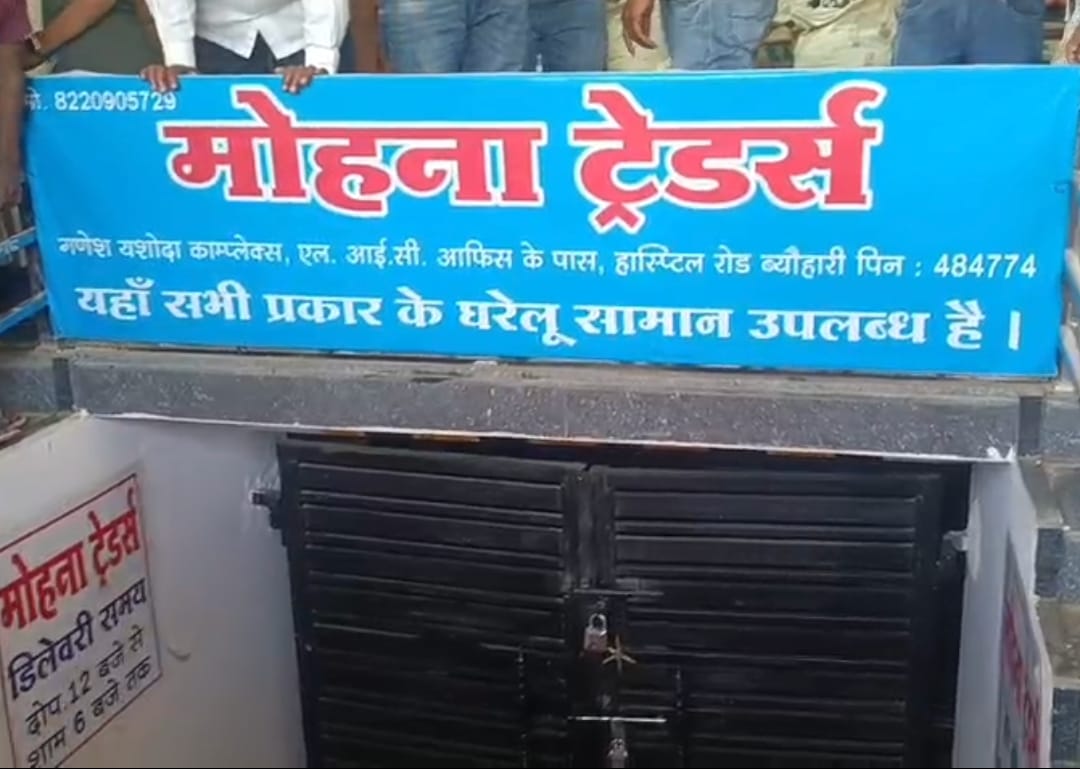 मो. 8220905729
मोहना ट्रेडर्स
गणेश यशोदा काम्प्लेक्स, एल. आई.सी. आफिस के पास, हास्पिटल रोड ब्यौहारी पिन : 484774
यहाँ सभी प्रकार के घरेलू सामान उपलब्ध है ।
मोहना ट्रेडर्स
डिलेवरी समय
दोप. 12 बजे से
शाम 6 बजे तक